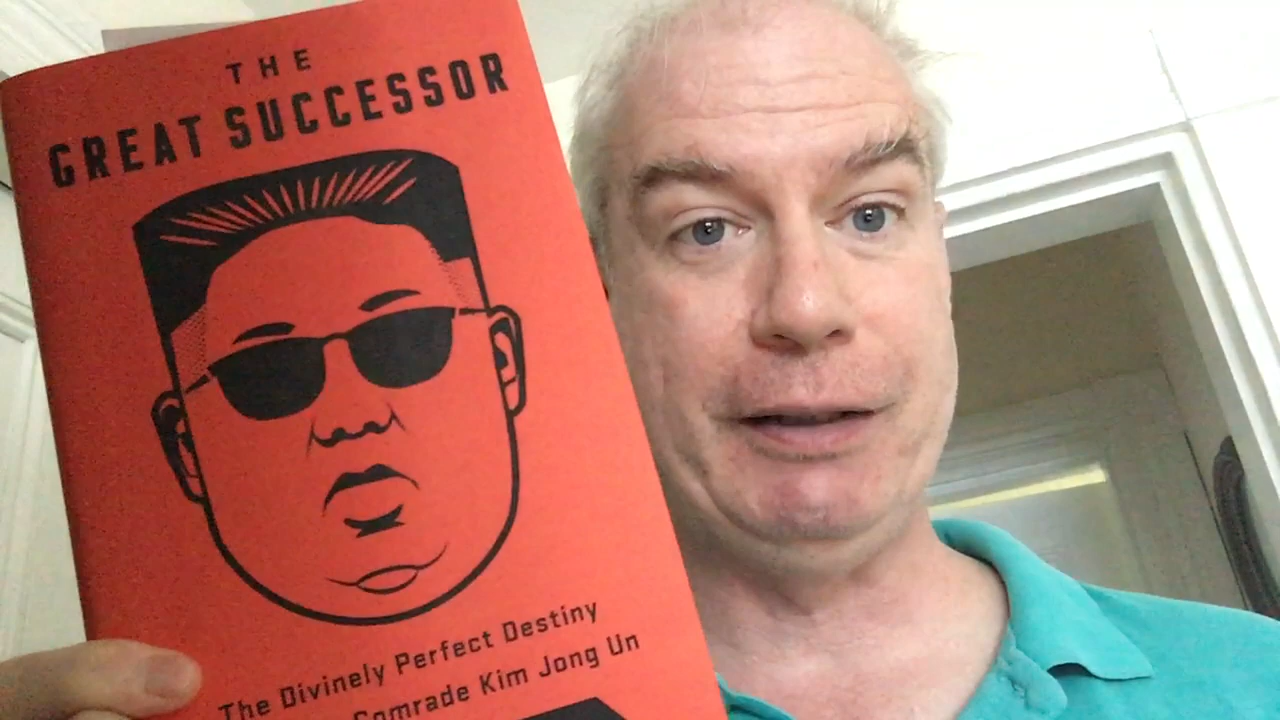 THE
GREAT SUCCESSOR
The Divinely Perfect Destiny
Comrade Kim Jong Un